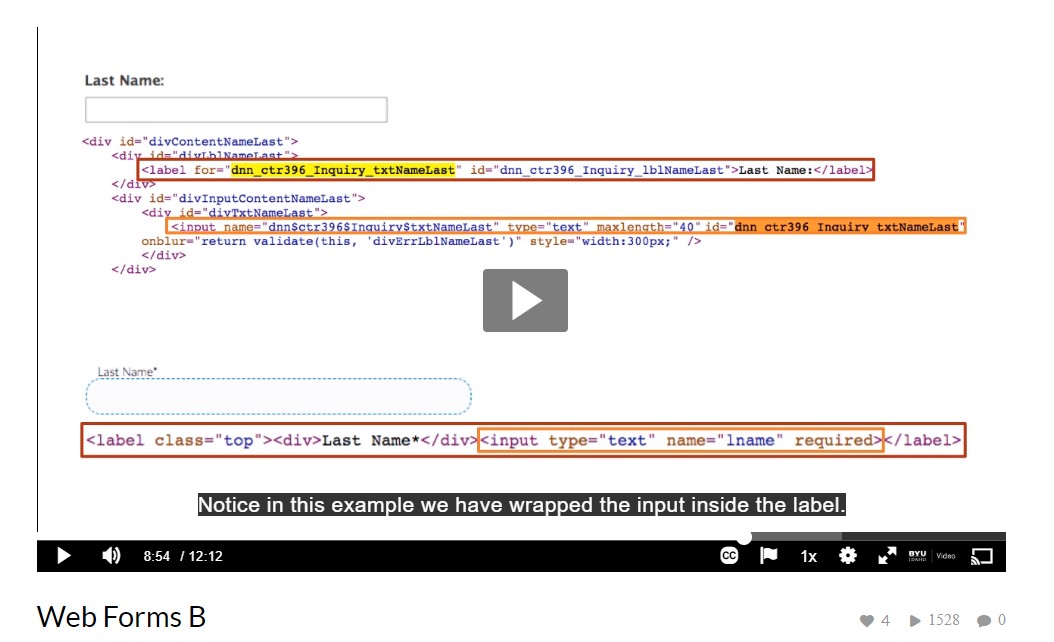 Last Name:
<div id="divContentNameLast">
<div id="divLblNameLast">
<label for="dnn_ctr396_Inquiry_txtNameLast" id="dnn_ctr396_Inquiry_lblNameLast">Last Name:</label>
</div>
<div id="divInputContentNameLast">
<div id="divTxtNameLast">
<input name="dnn$ctr396$Inquiry$txtNameLast" type="text" maxlength="40" id="dnn_ctr396_Inquiry_txtNameLast"
onblur="return validate(this, 'divErrLblNameLast')" style="width:300px;" />
</div>
</div>
Last Name*
<label class="top"><div>Last Name*</div><input type="text" name="lname" required></label>
Notice in this example we have wrapped the input inside the label.
8:54 / 12:12
CC
1x
BYU
IDAHO
Video
Web Forms B
4
1528
0